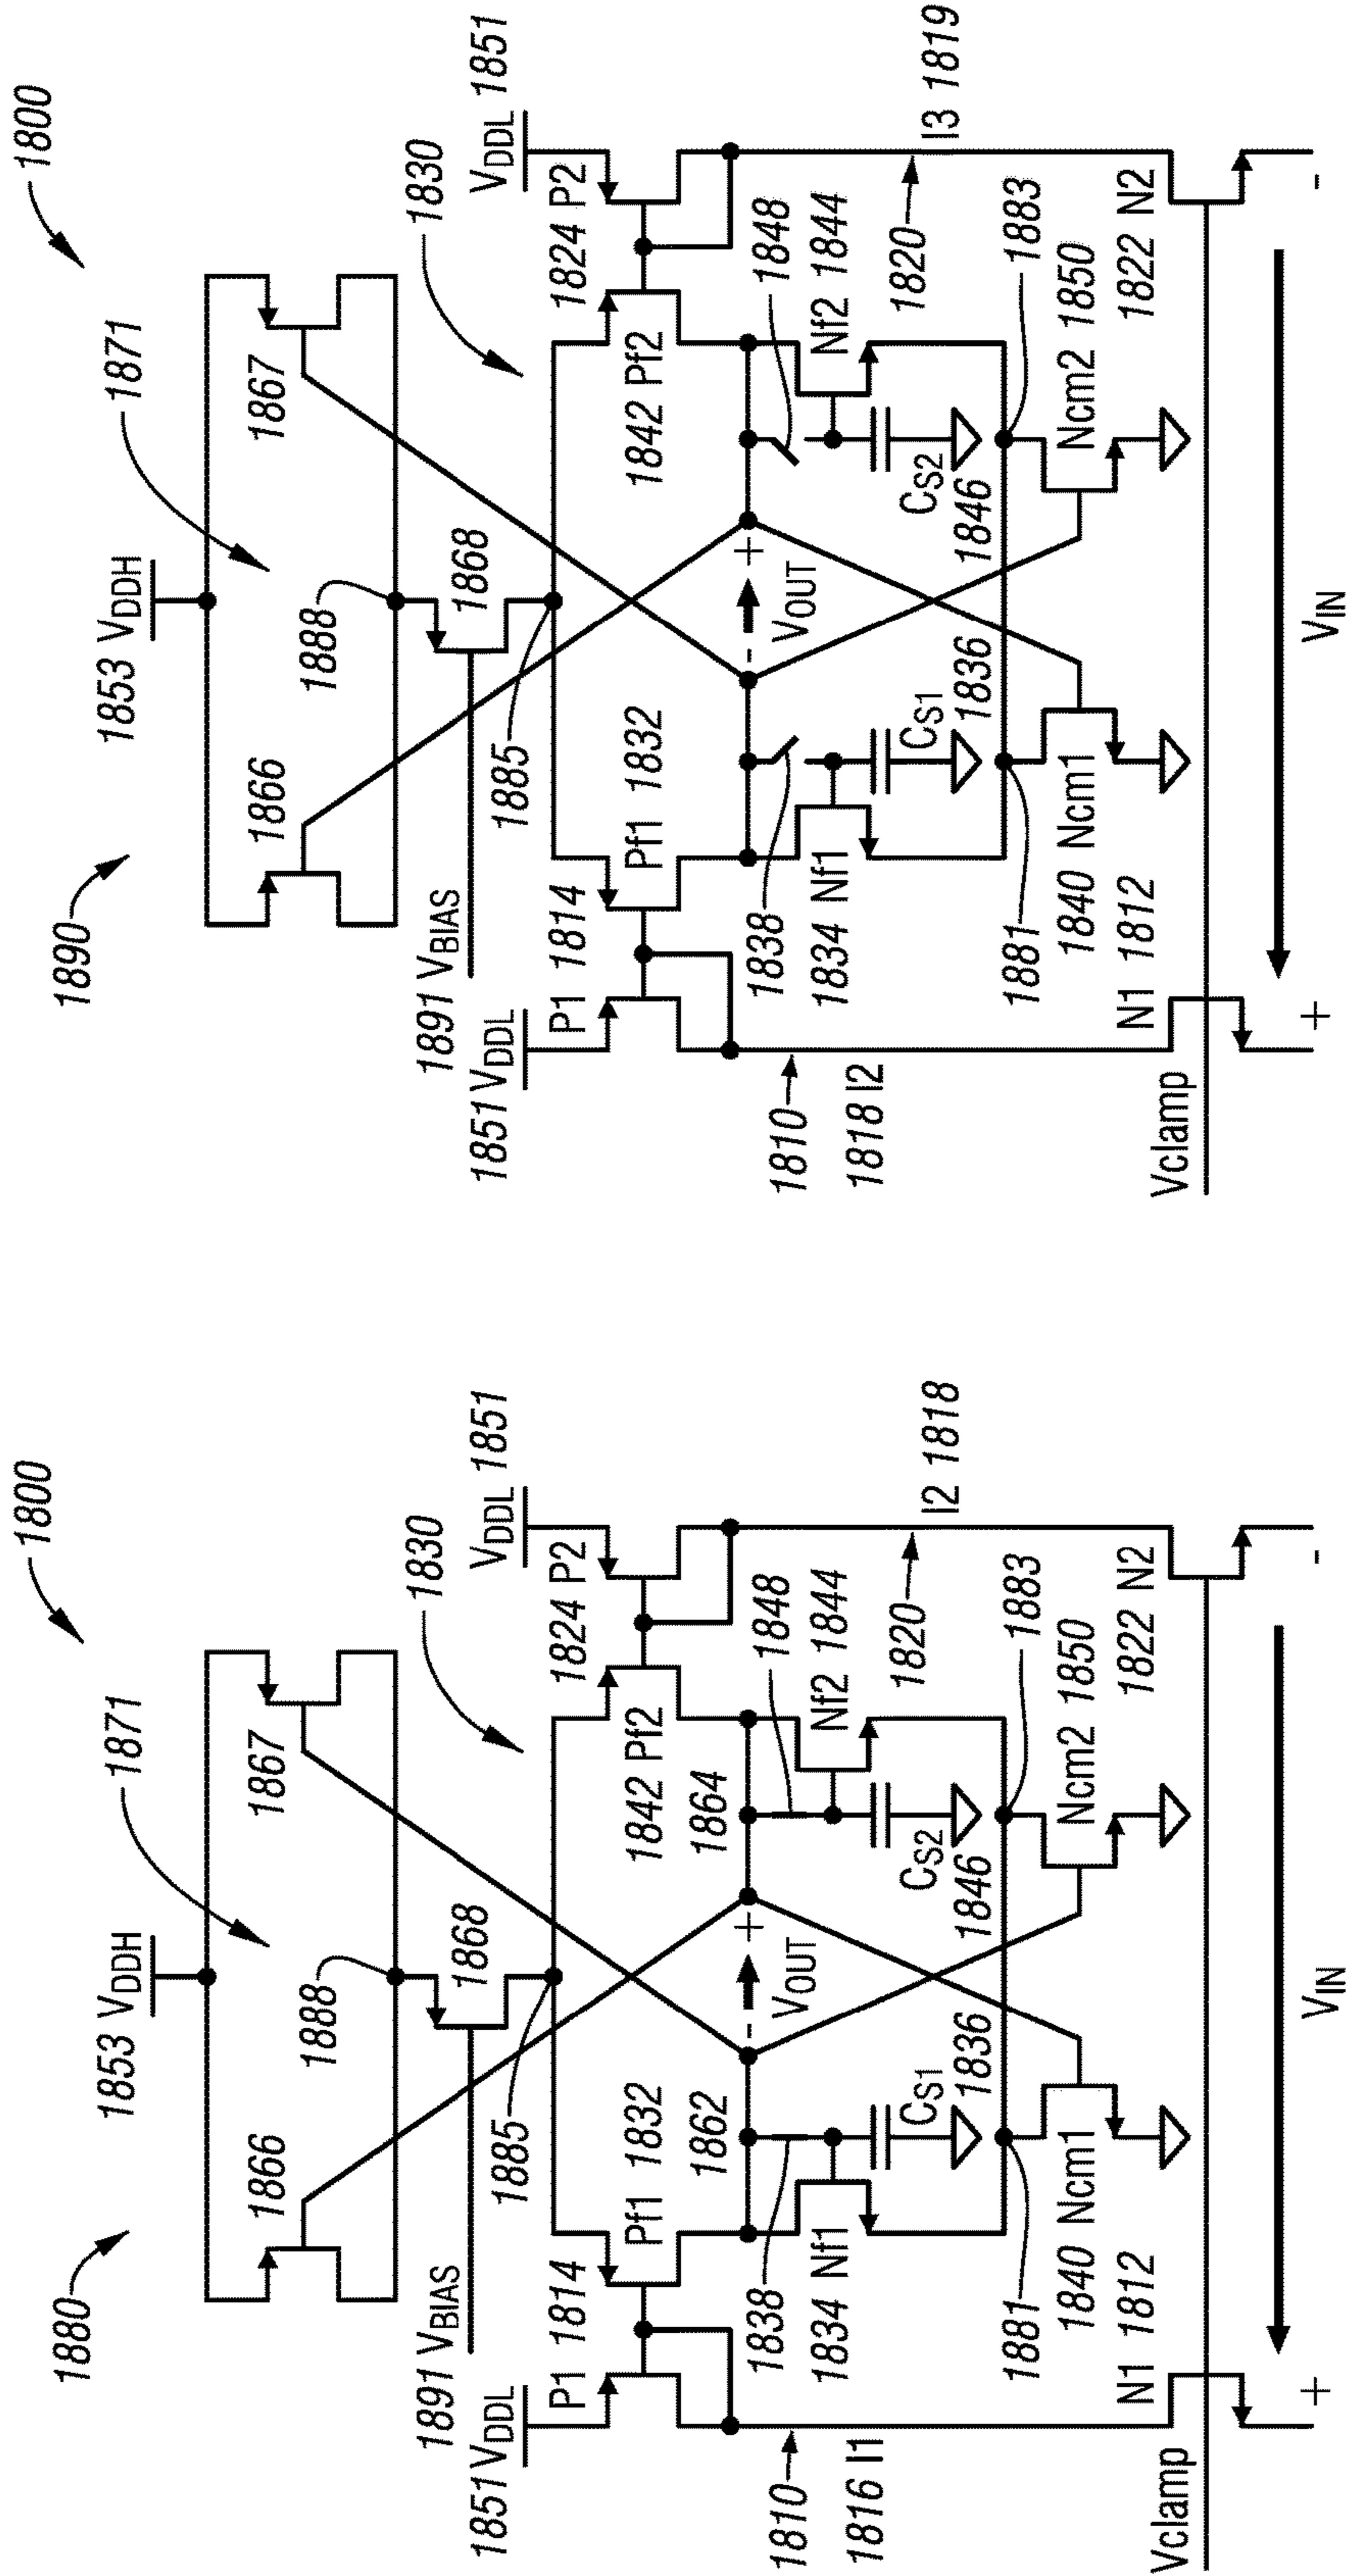 1880
1800
1853 VDDH
1871
1866
1867
1888
1868
1891 VBIAS
1885
1830
1851 VDDL
VDDL 1851
P1 1814
Pf1 1832
1824 P2
1842 Pf2
1862
1864
- VOUT +
1838
1848
1834 Nf1
Nf2 1844
CS1
1836
CS2
1846
1810
1816 I1
1820
I2 1818
1881
1883
1840 Ncm1
Ncm2 1850
N1 1812
1822 N2
Vclamp
+ VIN -
1890
1800
1853 VDDH
1871
1866
1867
1888
1868
1891 VBIAS
1885
1830
1851 VDDL
VDDL 1851
P1 1814
Pf1 1832
1824 P2
1842 Pf2
- VOUT +
1838
1848
1834 Nf1
Nf2 1844
CS1
1836
CS2
1846
1810
1818 I2
1820
I3 1819
1881
1883
1840 Ncm1
Ncm2 1850
N1 1812
1822 N2
Vclamp
+ VIN -